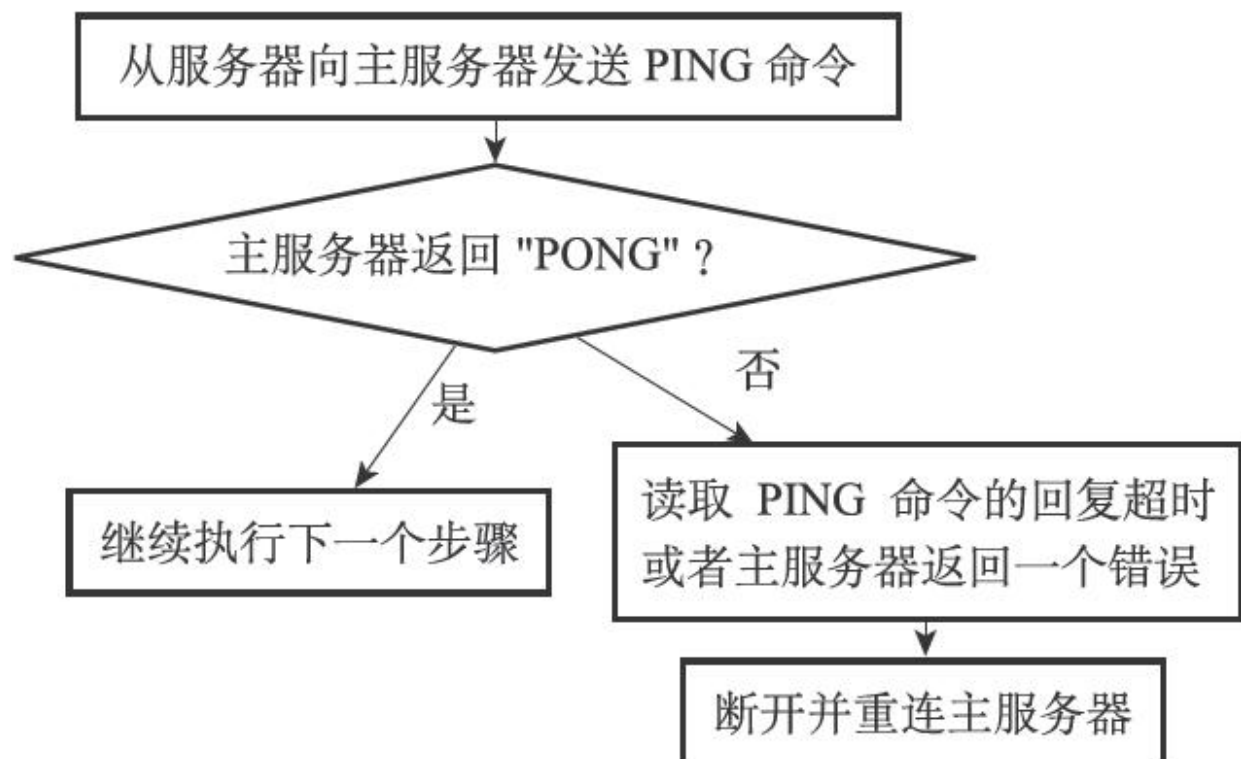 从服务器向主服务器发送 PING 命令
主服务器返回 "PONG"？
是
否
继续执行下一个步骤
读取 PING 命令的回复超时
或者主服务器返回一个错误
断开并重连主服务器